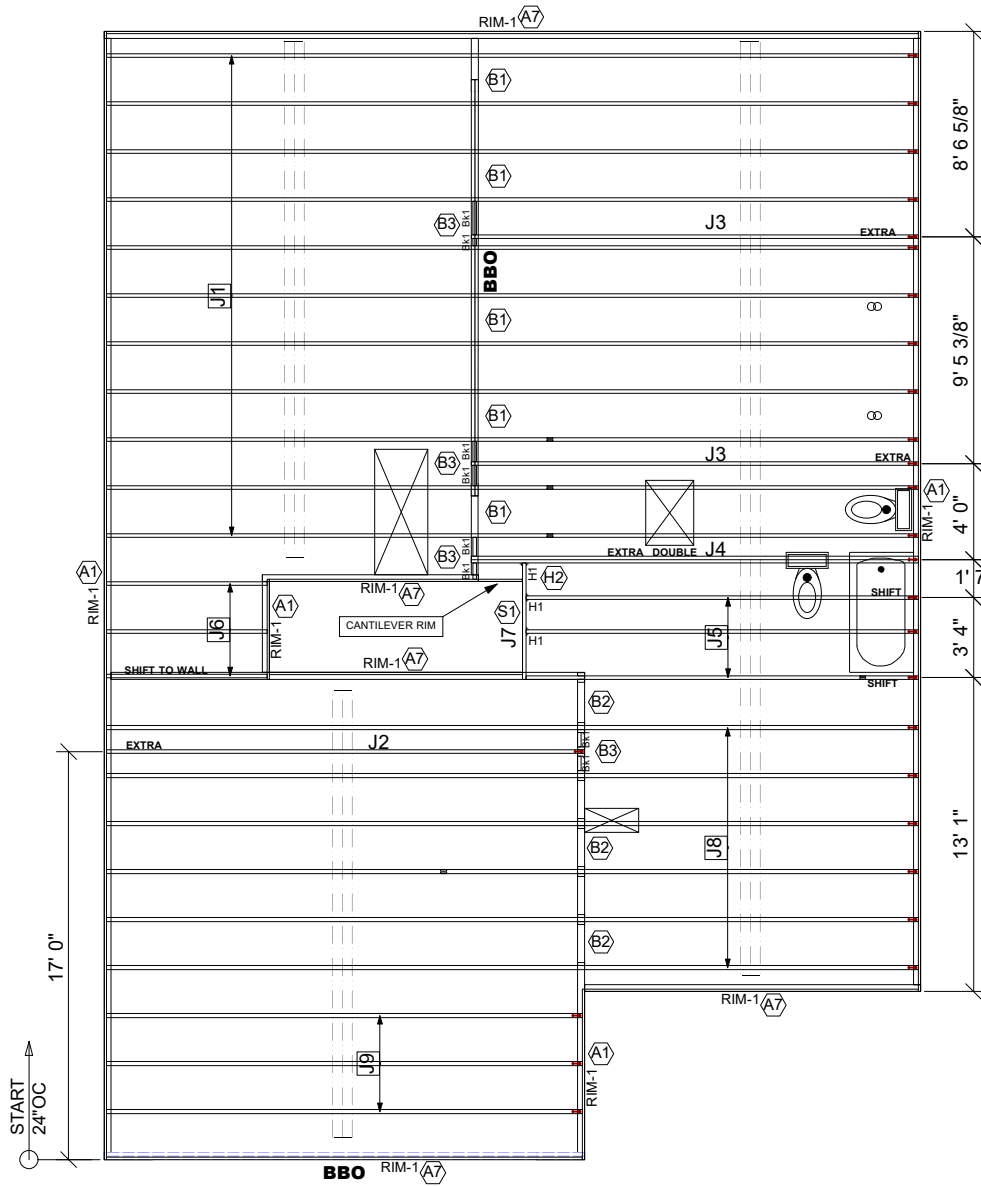 RIM-1 A7
B1
8' 6 5/8"
B1
B3
Bk1
Bk1
J3
EXTRA
BBO
J1
B1
9' 5 3/8"
B1
Bk1
B3
Bk1
J3
EXTRA
A1
RIM-1
4' 0"
B1
Bk1
B3
Bk1
EXTRA DOUBLE J4
A1
RIM-1
H1
H2
RIM-1 A7
1' 7
SHIFT
A1
RIM-1
S1
H1
CANTILEVER RIM
J6
J7
H1
J5
3' 4"
RIM-1 A7
SHIFT TO WALL
SHIFT
B2
EXTRA
J2
Bk1
B3
Bk1
B2
J8
13' 1"
17' 0"
B2
RIM-1 A7
J9
A1
RIM-1
START
24"OC
BBO
RIM-1 A7